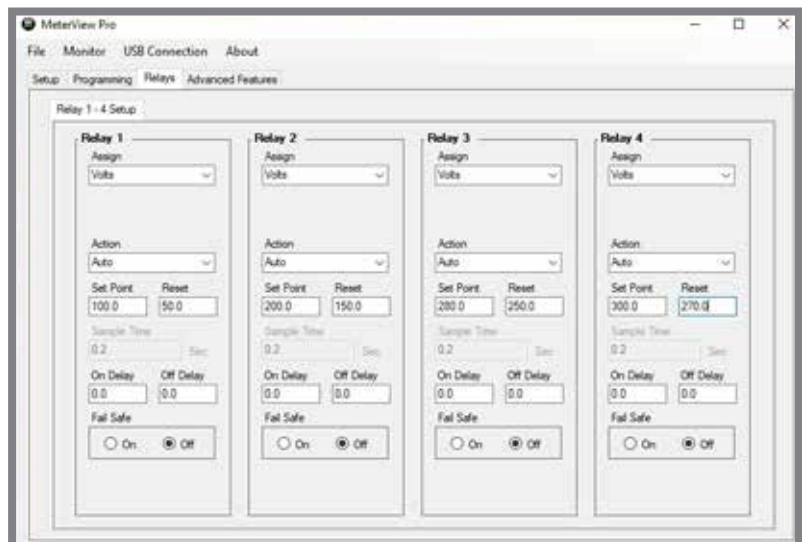 MeterView Pro
File Monitor USB Connection About
Setup Programming Relays Advanced Features
Relay 1 - 4 Setup
Relay 1
Assign
Volts
Action
Auto
Set Point Reset
100.0 50.0
Sample Time
0.2 Sec
On Delay Off Delay
0.0 0.0
Fail Safe
On Off
Relay 2
Assign
Volts
Action
Auto
Set Point Reset
200.0 150.0
Sample Time
0.2 Sec
On Delay Off Delay
0.0 0.0
Fail Safe
On Off
Relay 3
Assign
Volts
Action
Auto
Set Point Reset
280.0 250.0
Sample Time
0.2 Sec
On Delay Off Delay
0.0 0.0
Fail Safe
On Off
Relay 4
Assign
Volts
Action
Auto
Set Point Reset
300.0 270.0
Sample Time
0.2 Sec
On Delay Off Delay
0.0 0.0
Fail Safe
On Off